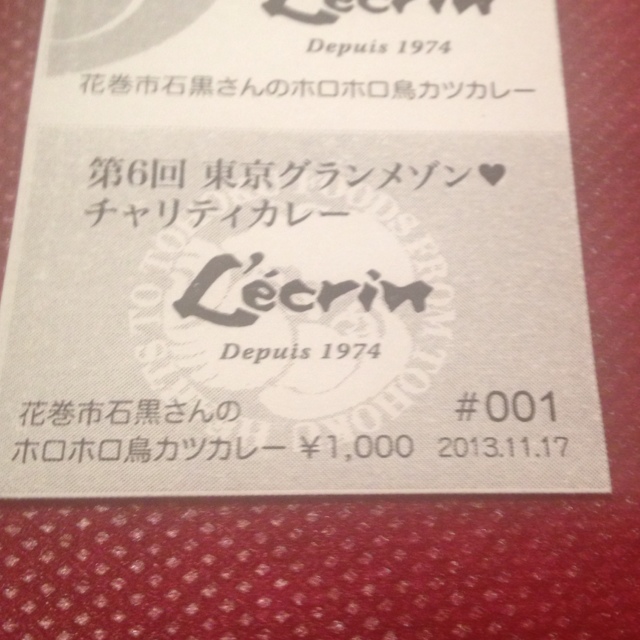 L'écrin
Depuis 1974
花巻市石黒さんのホロホロ鳥カツカレー
第6回 東京グランメゾン♥
チャリティカレー
L'écrin
Depuis 1974
花巻市石黒さんの
ホロホロ鳥カツカレー ¥1,000
#001
2013.11.17